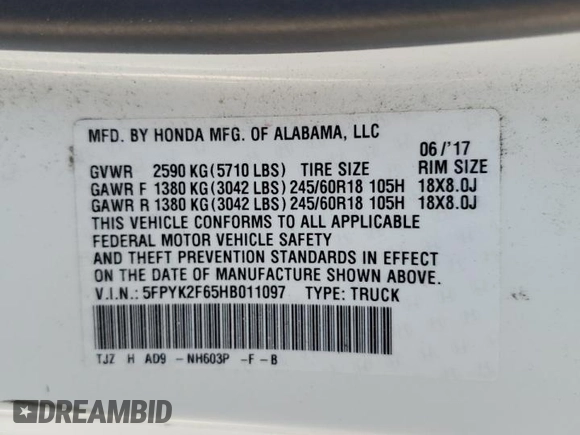 MFD. BY HONDA MFG. OF ALABAMA, LLC
06/'17
GVWR 2590 KG(5710 LBS) TIRE SIZE RIM SIZE
GAWR F 1380 KG(3042 LBS) 245/60R18 105H 18X8.0J
GAWR R 1380 KG(3042 LBS) 245/60R18 105H 18X8.0J
THIS VEHICLE CONFORMS TO ALL APPLICABLE
FEDERAL MOTOR VEHICLE SAFETY
AND THEFT PREVENTION STANDARDS IN EFFECT
ON THE DATE OF MANUFACTURE SHOWN ABOVE.
V.I.N.: 5FPYK2F65HB011097 TYPE: TRUCK
TJZ H AD9 -NH603P -F-B
DREAMBID